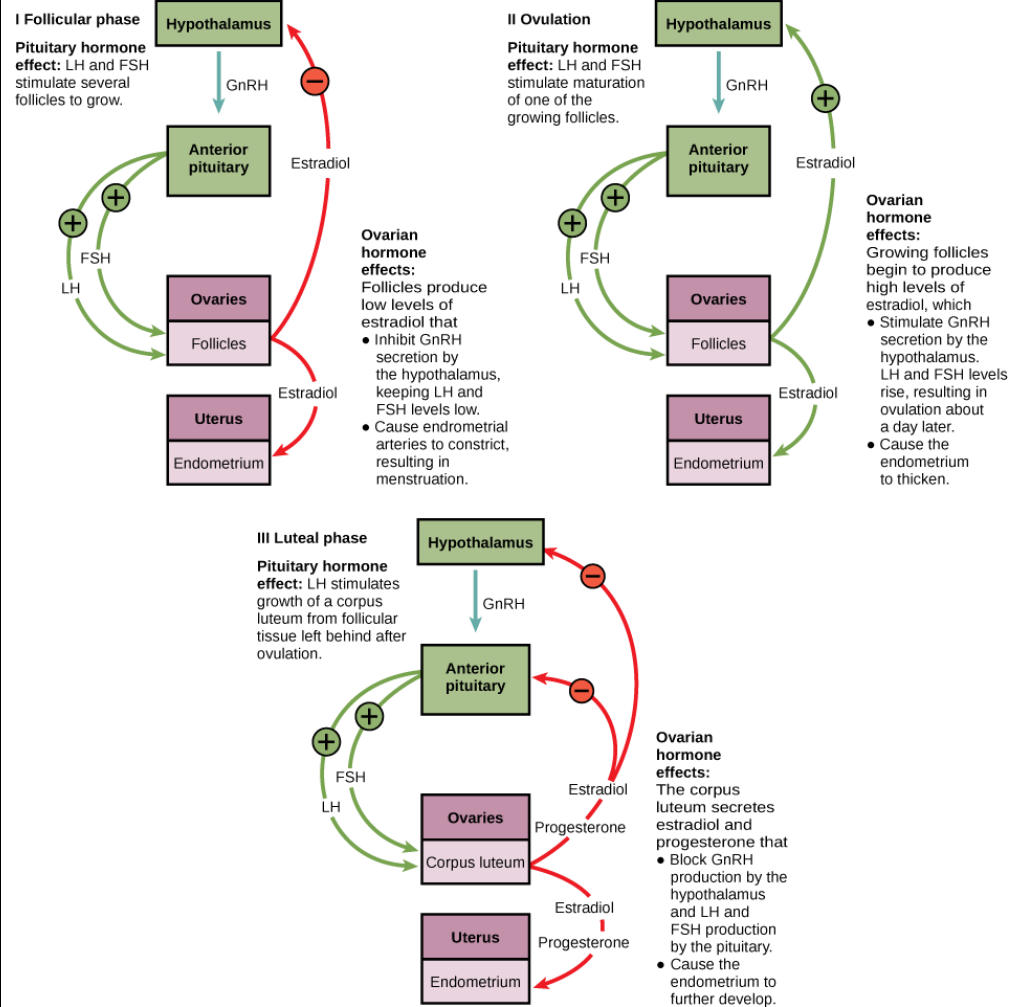 I Follicular phase
Pituitary hormone
effect: LH and FSH
stimulate several
follicles to grow.
Hypothalamus
GnRH
Anterior
pituitary
Estradiol
FSH
LH
Ovaries
Follicles
Estradiol
Uterus
Endometrium
Ovarian
hormone
effects:
Follicles produce
low levels of
estradiol that
● Inhibit GnRH
secretion by
the hypothalamus,
keeping LH and
FSH levels low.
● Cause endrometrial
arteries to constrict,
resulting in
menstruation.
II Ovulation
Pituitary hormone
effect: LH and FSH
stimulate maturation
of one of the
growing follicles.
Hypothalamus
GnRH
Anterior
pituitary
Estradiol
FSH
LH
Ovaries
Follicles
Estradiol
Uterus
Endometrium
Ovarian
hormone
effects:
Growing follicles
begin to produce
high levels of
estradiol, which
● Stimulate GnRH
secretion by the
hypothalamus.
LH and FSH levels
rise, resulting in
ovulation about
a day later.
● Cause the
endometrium
to thicken.
III Luteal phase
Pituitary hormone
effect: LH stimulates
growth of a corpus
luteum from follicular
tissue left behind after
ovulation.
Hypothalamus
GnRH
Anterior
pituitary
FSH
LH
Estradiol
Progesterone
Ovaries
Corpus luteum
Estradiol
Progesterone
Uterus
Endometrium
Ovarian
hormone
effects:
The corpus
luteum secretes
estradiol and
progesterone that
● Block GnRH
production by the
hypothalamus
and LH and
FSH production
by the pituitary.
● Cause the
endometrium to
further develop.